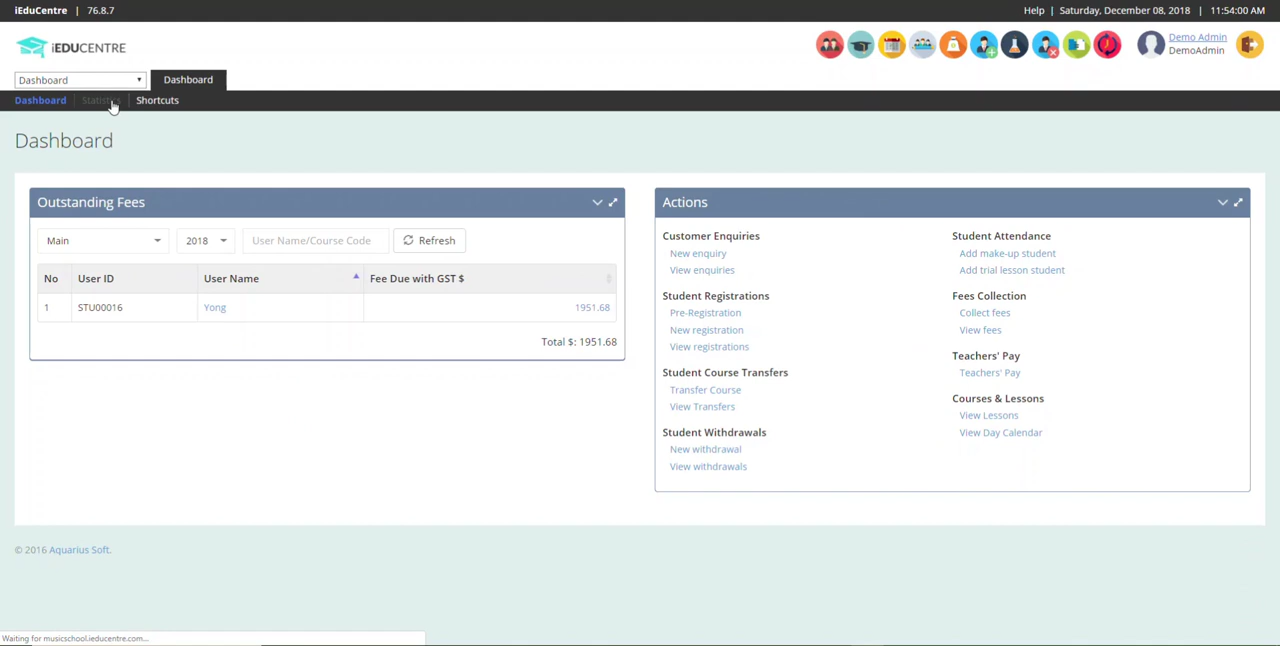 iEduCentre | 76.8.7
Help | Saturday, December 08, 2018 | 11:54:00 AM
iEDUCENTRE
Demo Admin
DemoAdmin
Dashboard
Dashboard
Dashboard
Statistics
Shortcuts
Dashboard
Outstanding Fees
Main
2018
User Name/Course Code
Refresh
No User ID User Name Fee Due with GST $
1 STU00016 Yong 1951.68
Total $: 1951.68
Actions
Customer Enquiries
New enquiry
View enquiries
Student Registrations
Pre-Registration
New registration
View registrations
Student Course Transfers
Transfer Course
View Transfers
Student Withdrawals
New withdrawal
View withdrawals
Student Attendance
Add make-up student
Add trial lesson student
Fees Collection
Collect fees
View fees
Teachers' Pay
Teachers' Pay
Courses & Lessons
View Lessons
View Day Calendar
© 2016 Aquarius Soft.
Waiting for musicschool.ieducentre.com...